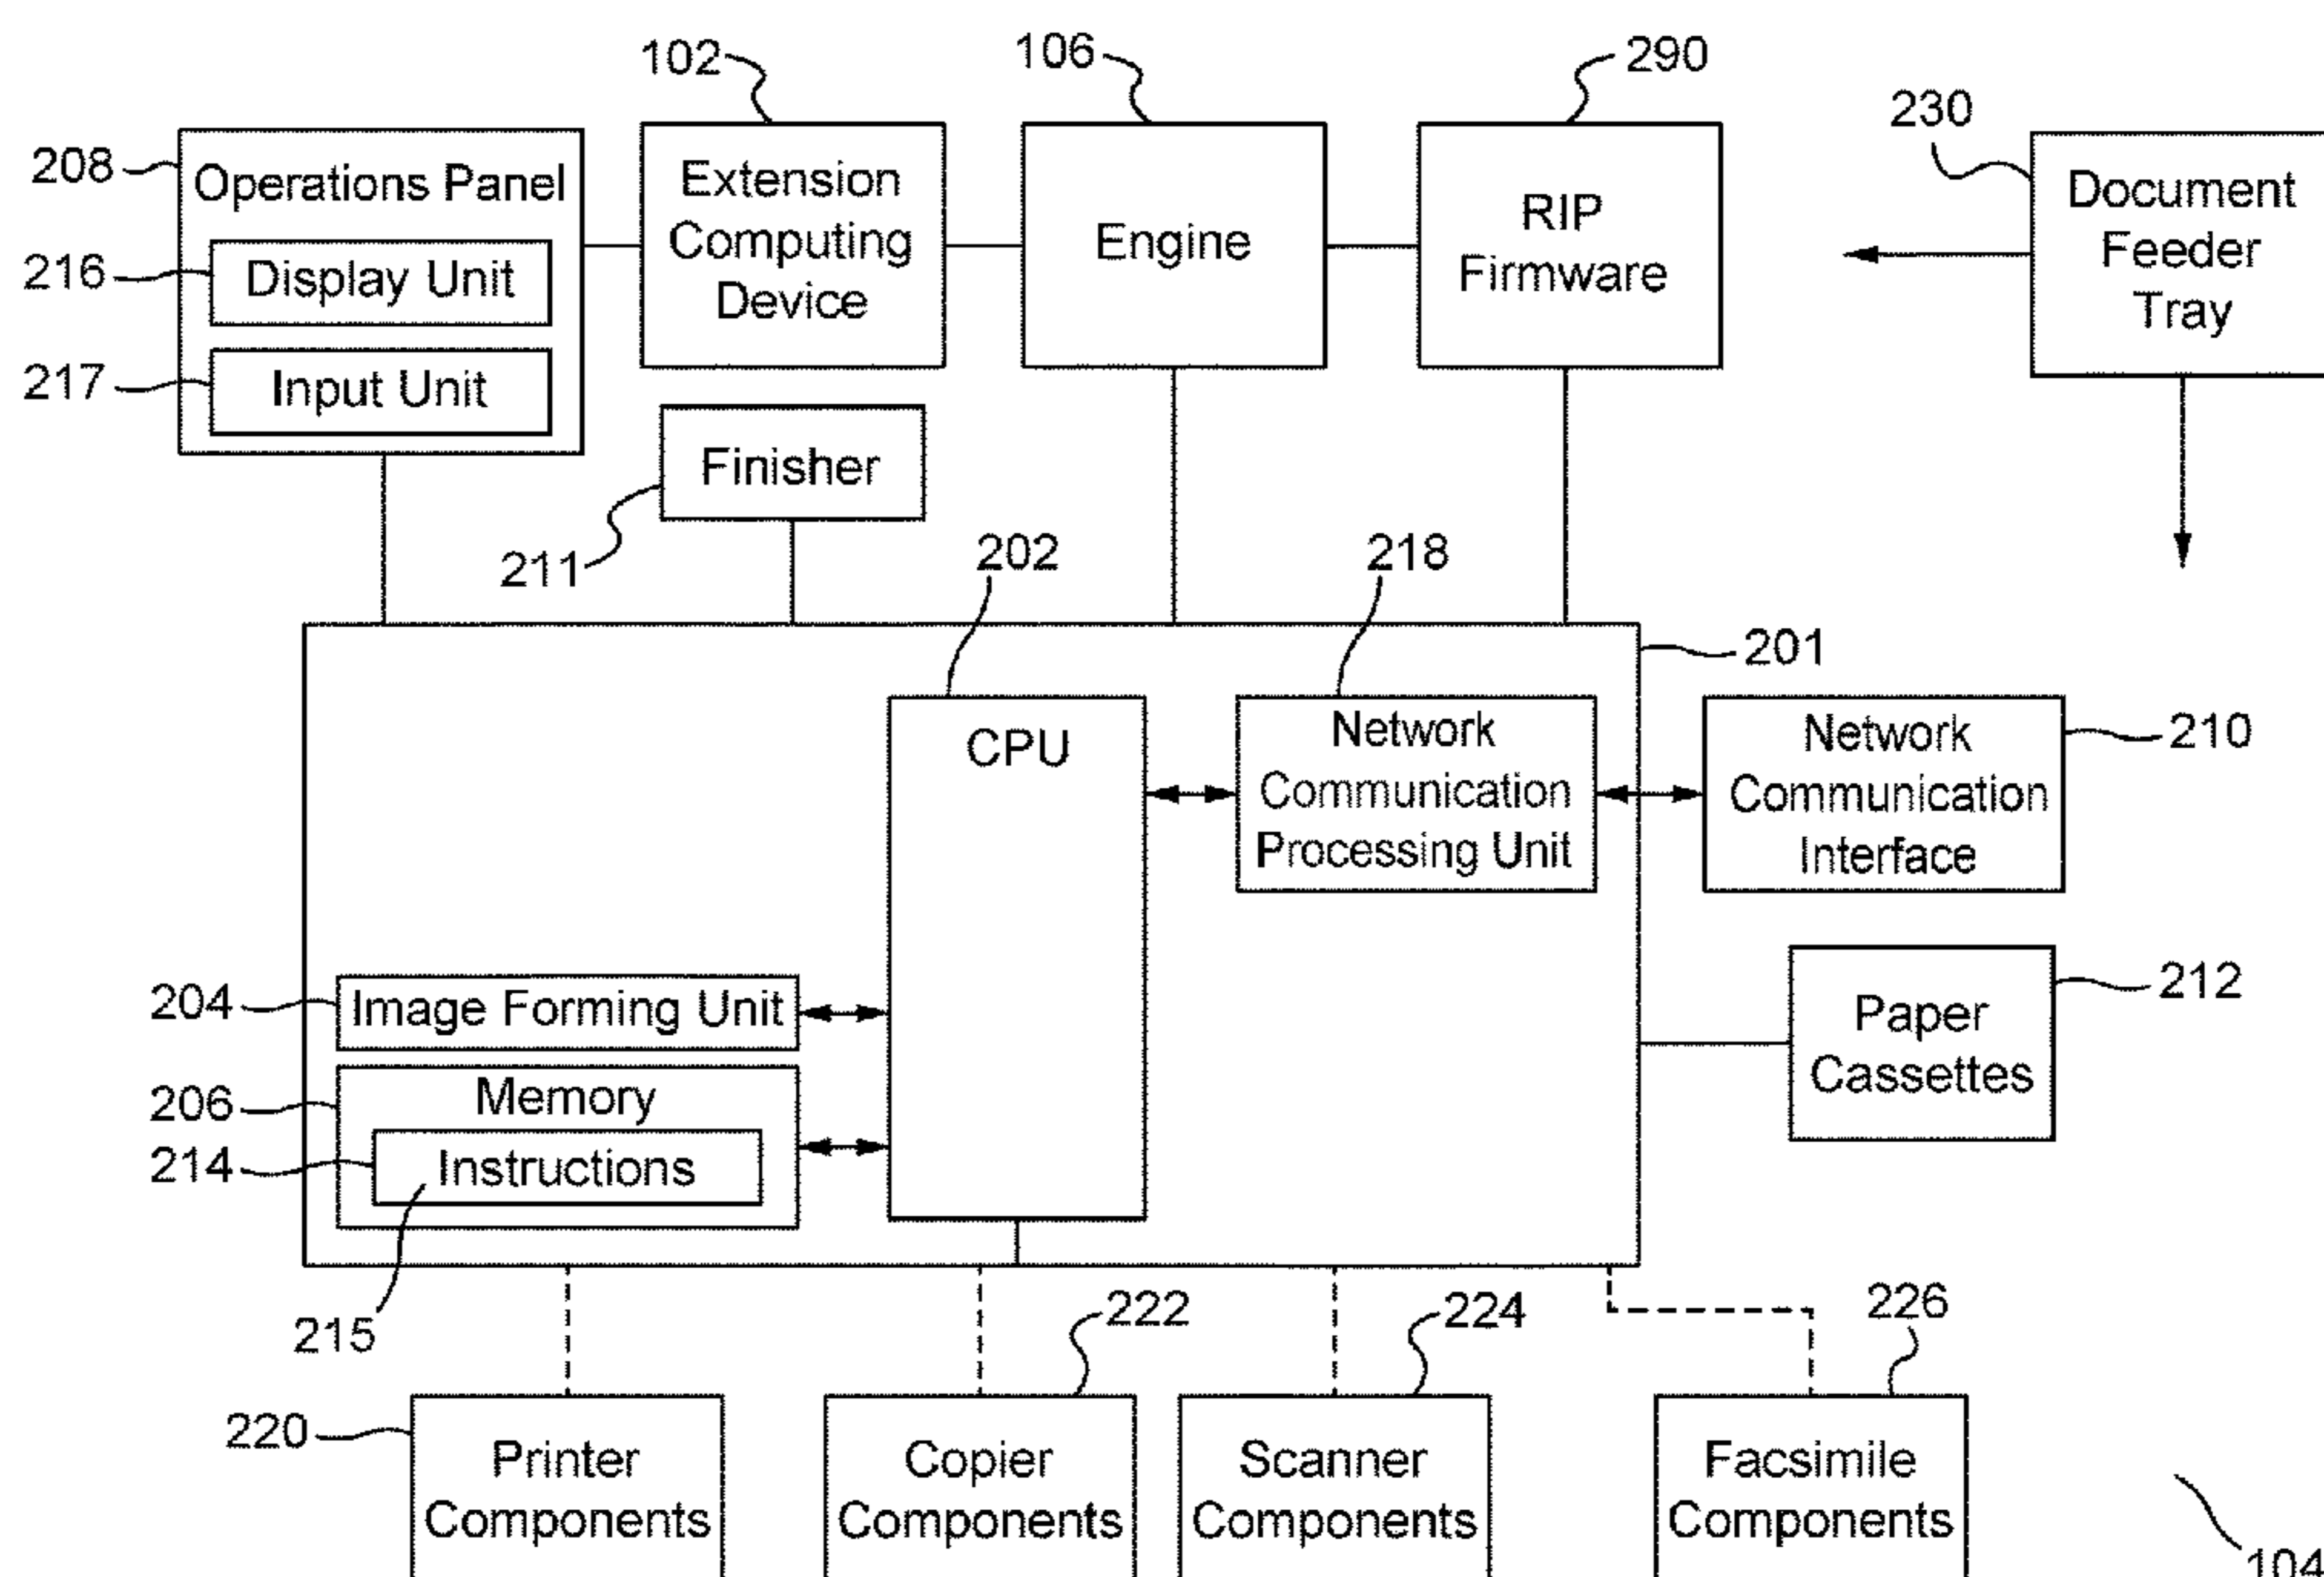 102
106
290
230
208
Operations Panel
216
Display Unit
217
Input Unit
Extension
Computing
Device
Engine
RIP
Firmware
Document
Feeder
Tray
Finisher
211
202
218
201
CPU
Network
Communication
Processing Unit
Network
Communication
Interface
210
204
Image Forming Unit
206
Memory
214
Instructions
215
Paper
Cassettes
212
222
224
226
220
Printer
Components
Copier
Components
Scanner
Components
Facsimile
Components
104